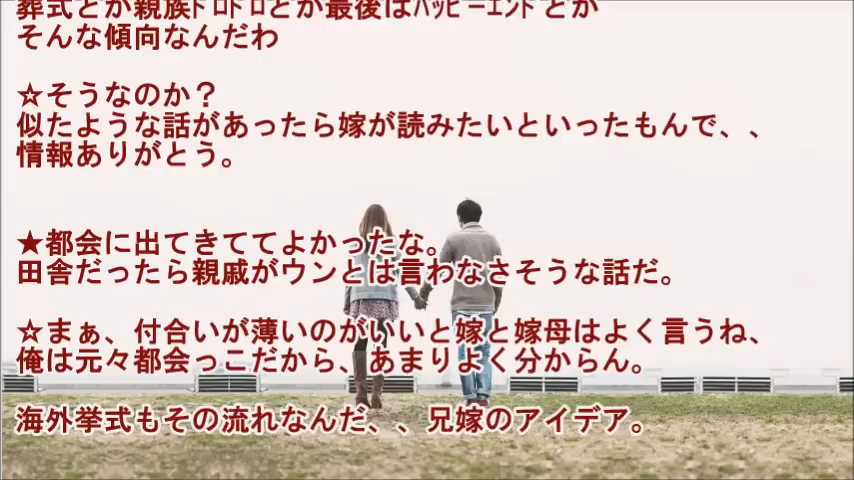 葬式とか親族ﾄﾞﾛﾄﾞﾛとか最後はﾊｯﾋﾟｰｴﾝﾄﾞとか
そんな傾向なんだわ
☆そうなのか？
似たような話があったら嫁が読みたいといったもんで、、
情報ありがとう。
★都会に出てきててよかったな。
田舎だったら親戚がウンとは言わなさそうな話だ。
☆まぁ、付合いが薄いのがいいと嫁と嫁母はよく言うね、
俺は元々都会っこだから、あまりよく分からん。
海外挙式もその流れなんだ、、兄嫁のアイデア。